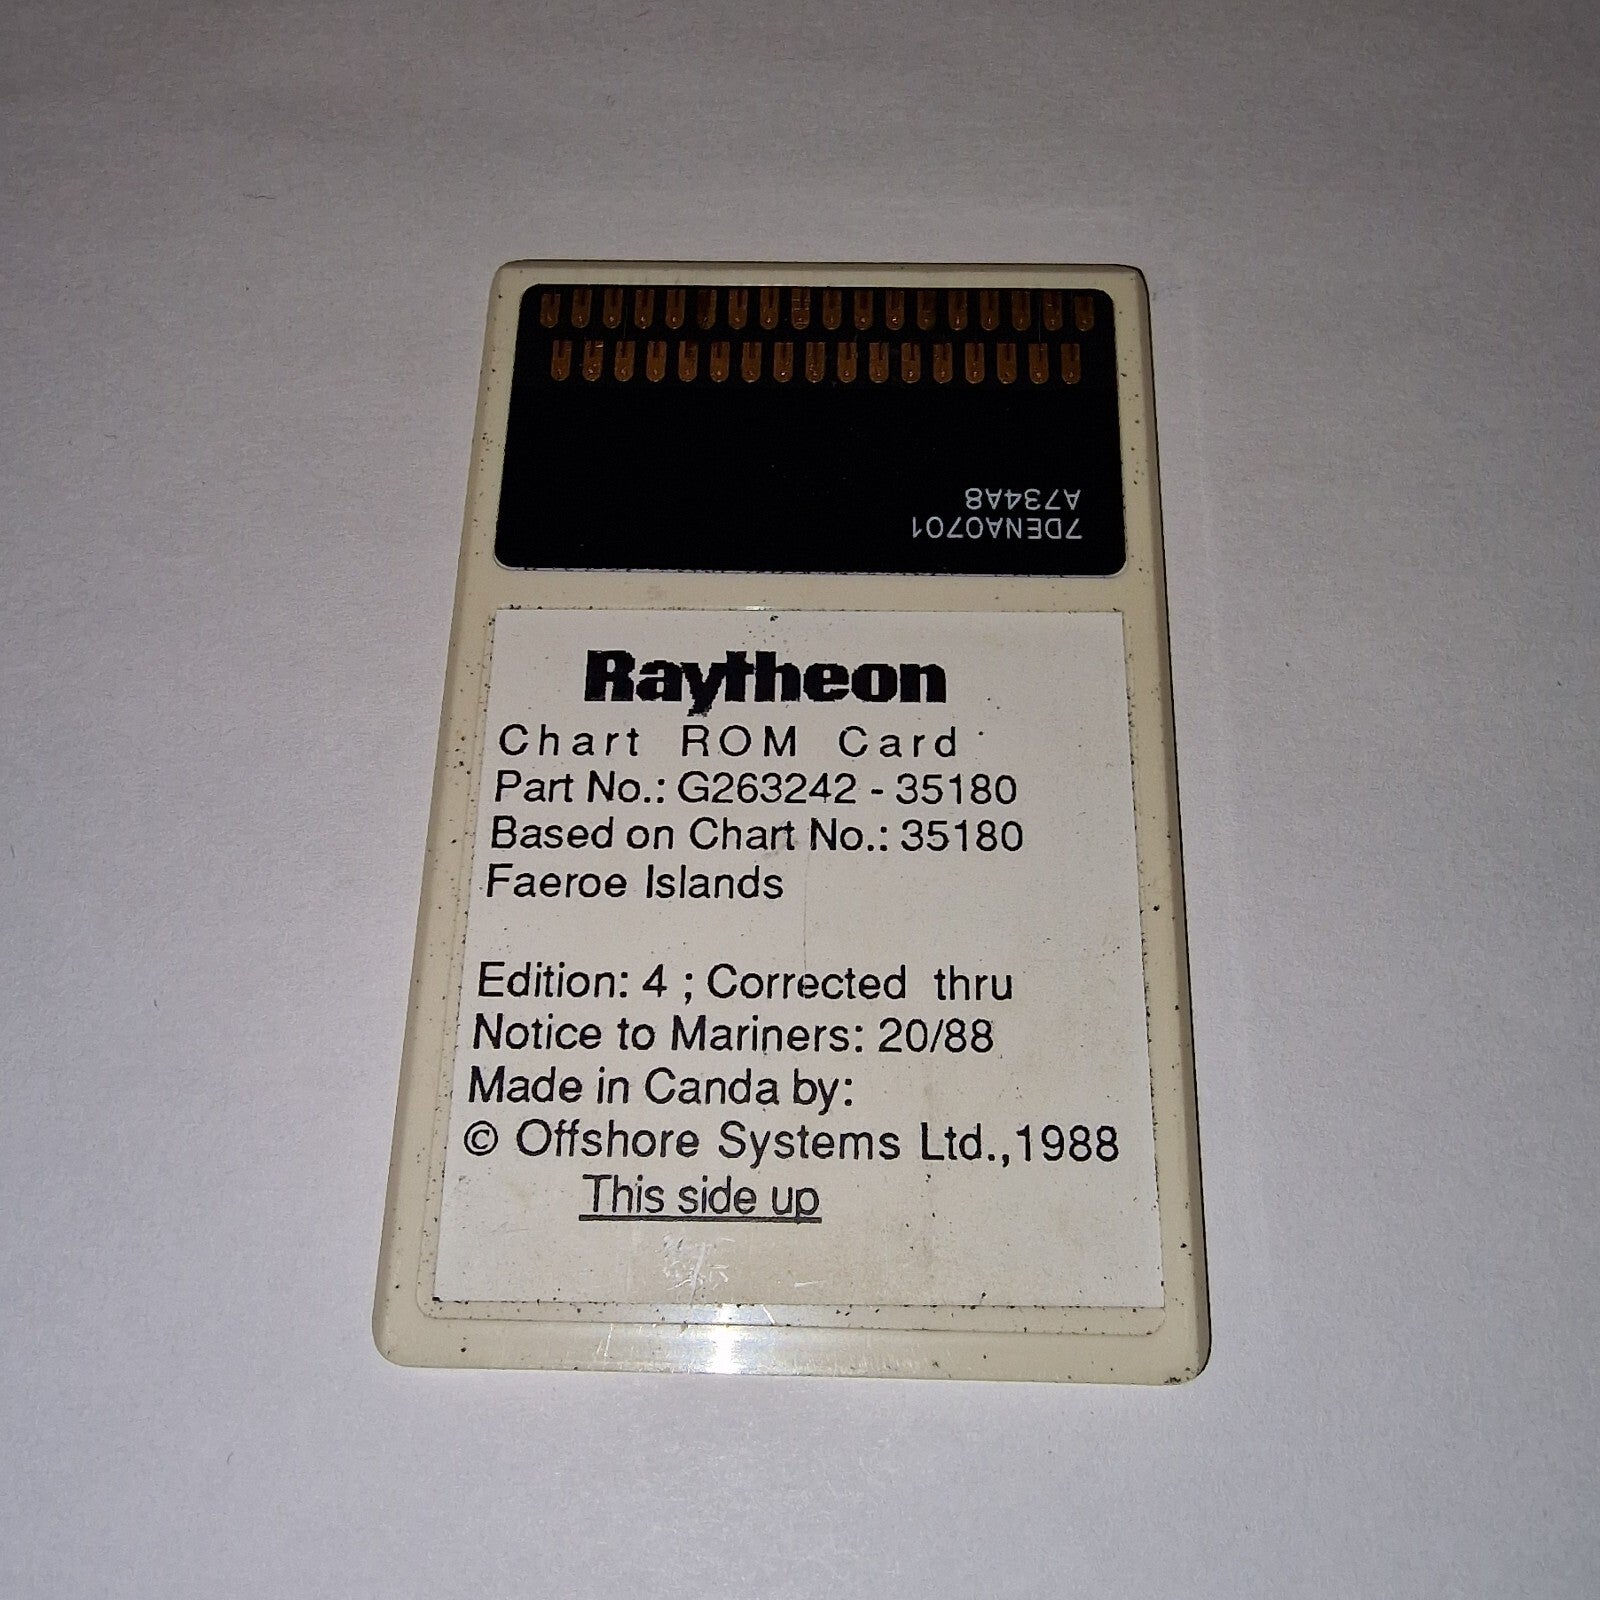 7DENA0701
A734A8
Raytheon
Chart ROM Card
Part No.: G263242 - 35180
Based on Chart No.: 35180
Faeroe Islands
Edition: 4 ; Corrected thru
Notice to Mariners: 20/88
Made in Canda by:
© Offshore Systems Ltd.,1988
This side up